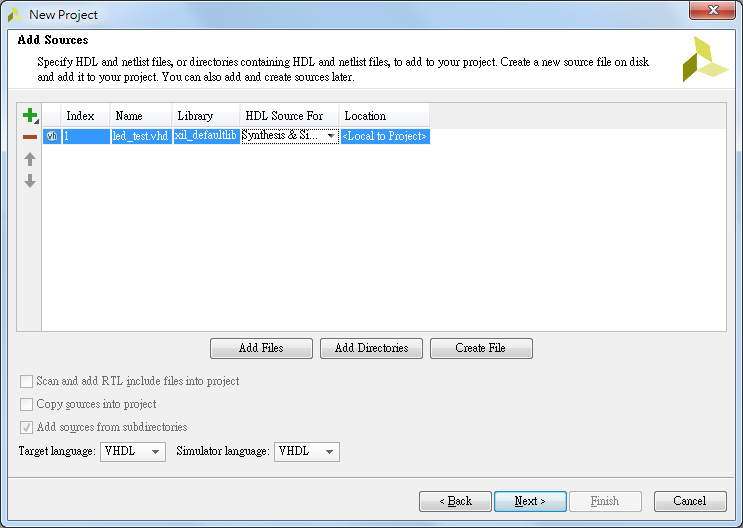 New Project
Add Sources
Specify HDL and netlist files, or directories containing HDL and netlist files, to add to your project. Create a new source file on disk
and add it to your project. You can also add and create sources later.
Index Name Library HDL Source For Location
1 led_test.vhd xil_defaultlib Synthesis & Si... <Local to Project>
Add Files Add Directories Create File
Scan and add RTL include files into project
Copy sources into project
Add sources from subdirectories
Target language: VHDL Simulator language: VHDL
< Back Next > Finish Cancel